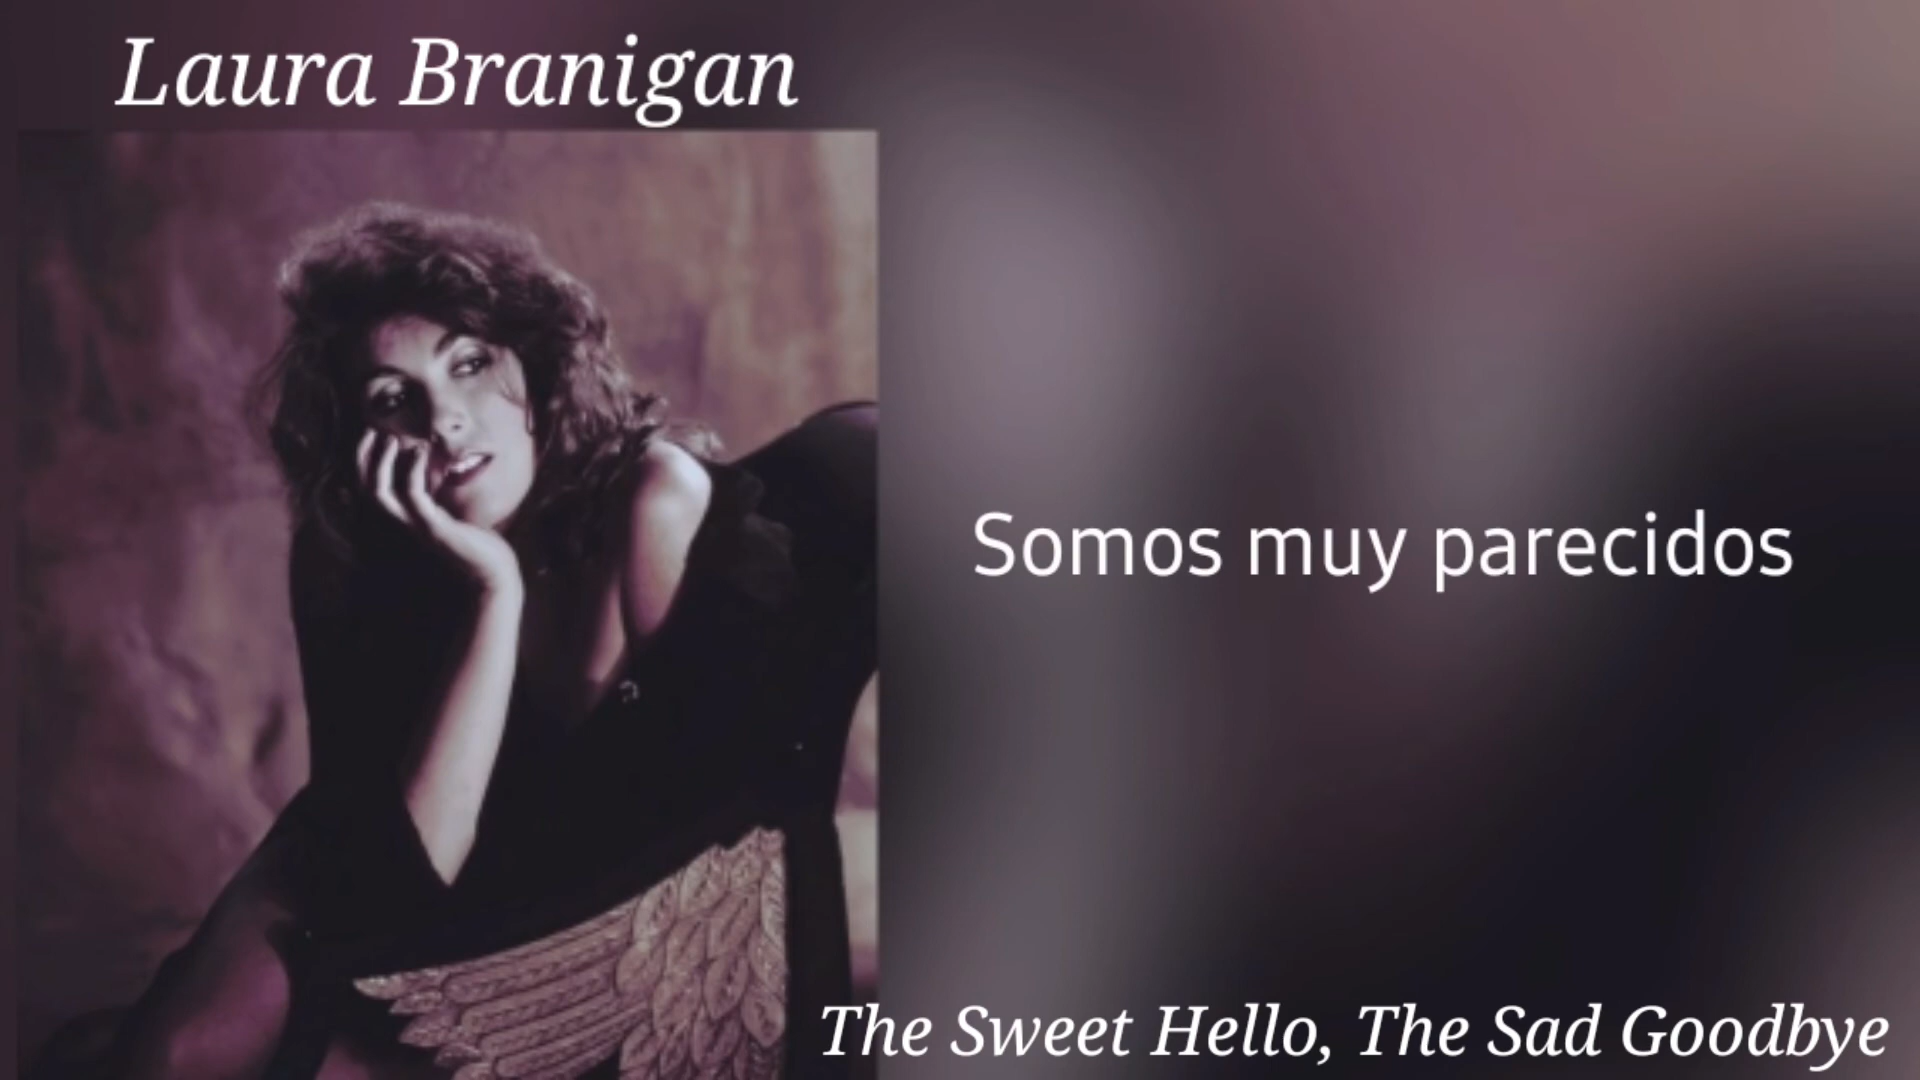 Laura Branigan
Somos muy parecidos
The Sweet Hello, The Sad Goodbye